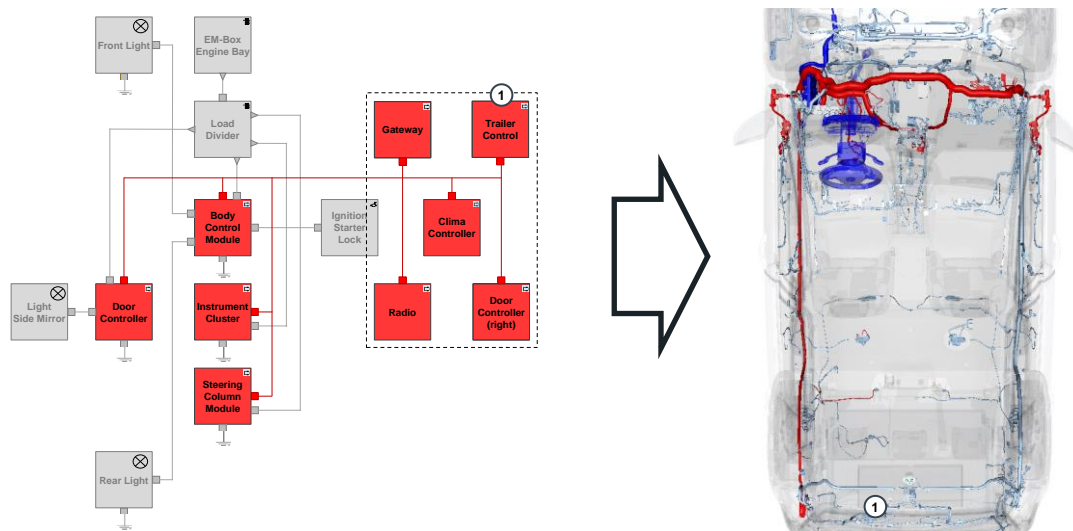 Front Light
EM-Box
Engine Bay
Load
Divider
1
Gateway
Trailer
Control
Body
Control
Module
Ignition
Starter
Lock
Clima
Controller
Light
Side Mirror
Door
Controller
Instrument
Cluster
Radio
Door
Controller
(right)
Steering
Column
Module
Rear Light
1